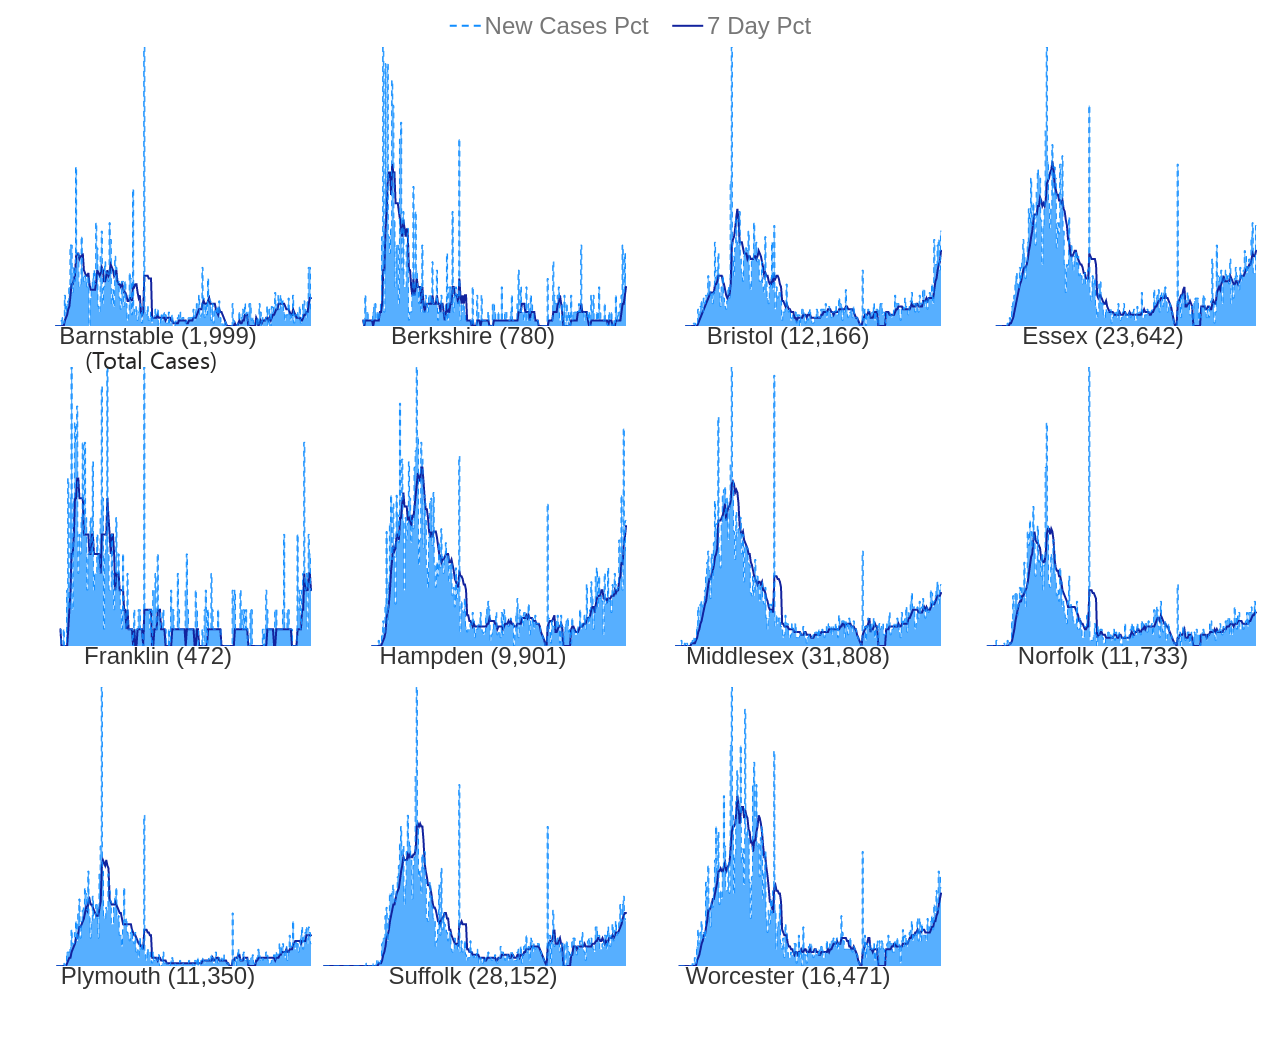 New Cases Pct 7 Day Pct
Barnstable (1,999) Berkshire (780) Bristol (12,166) Essex (23,642)
(Total Cases)
Franklin (472) Hampden (9,901) Middlesex (31,808) Norfolk (11,733)
Plymouth (11,350) Suffolk (28,152) Worcester (16,471)